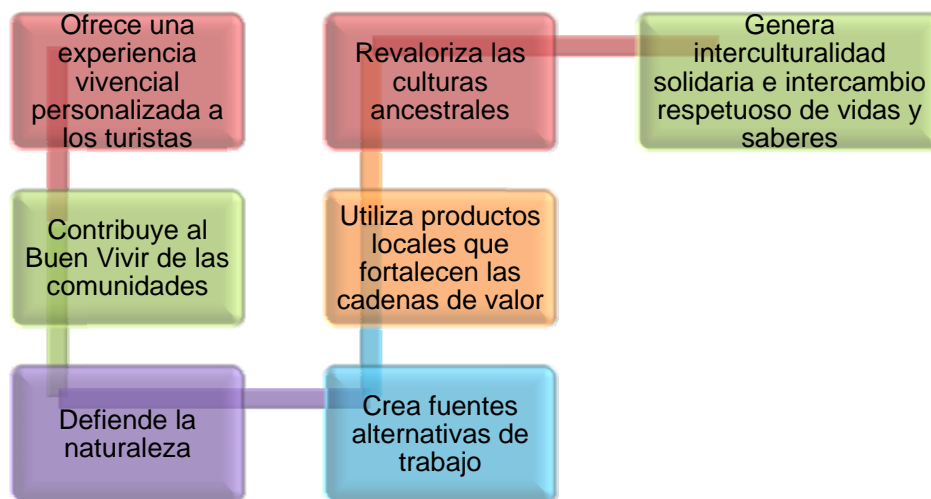 Ofrece una
experiencia
vivencial
personalizada a
los turistas
Contribuye al
Buen Vivir de las
comunidades
Defiende la
naturaleza
Crea fuentes
alternativas de
trabajo
Utiliza productos
locales que
fortalecen las
cadenas de valor
Revaloriza las
culturas
ancestrales
Genera
interculturalidad
solidaria e intercambio
respetuoso de vidas y
saberes